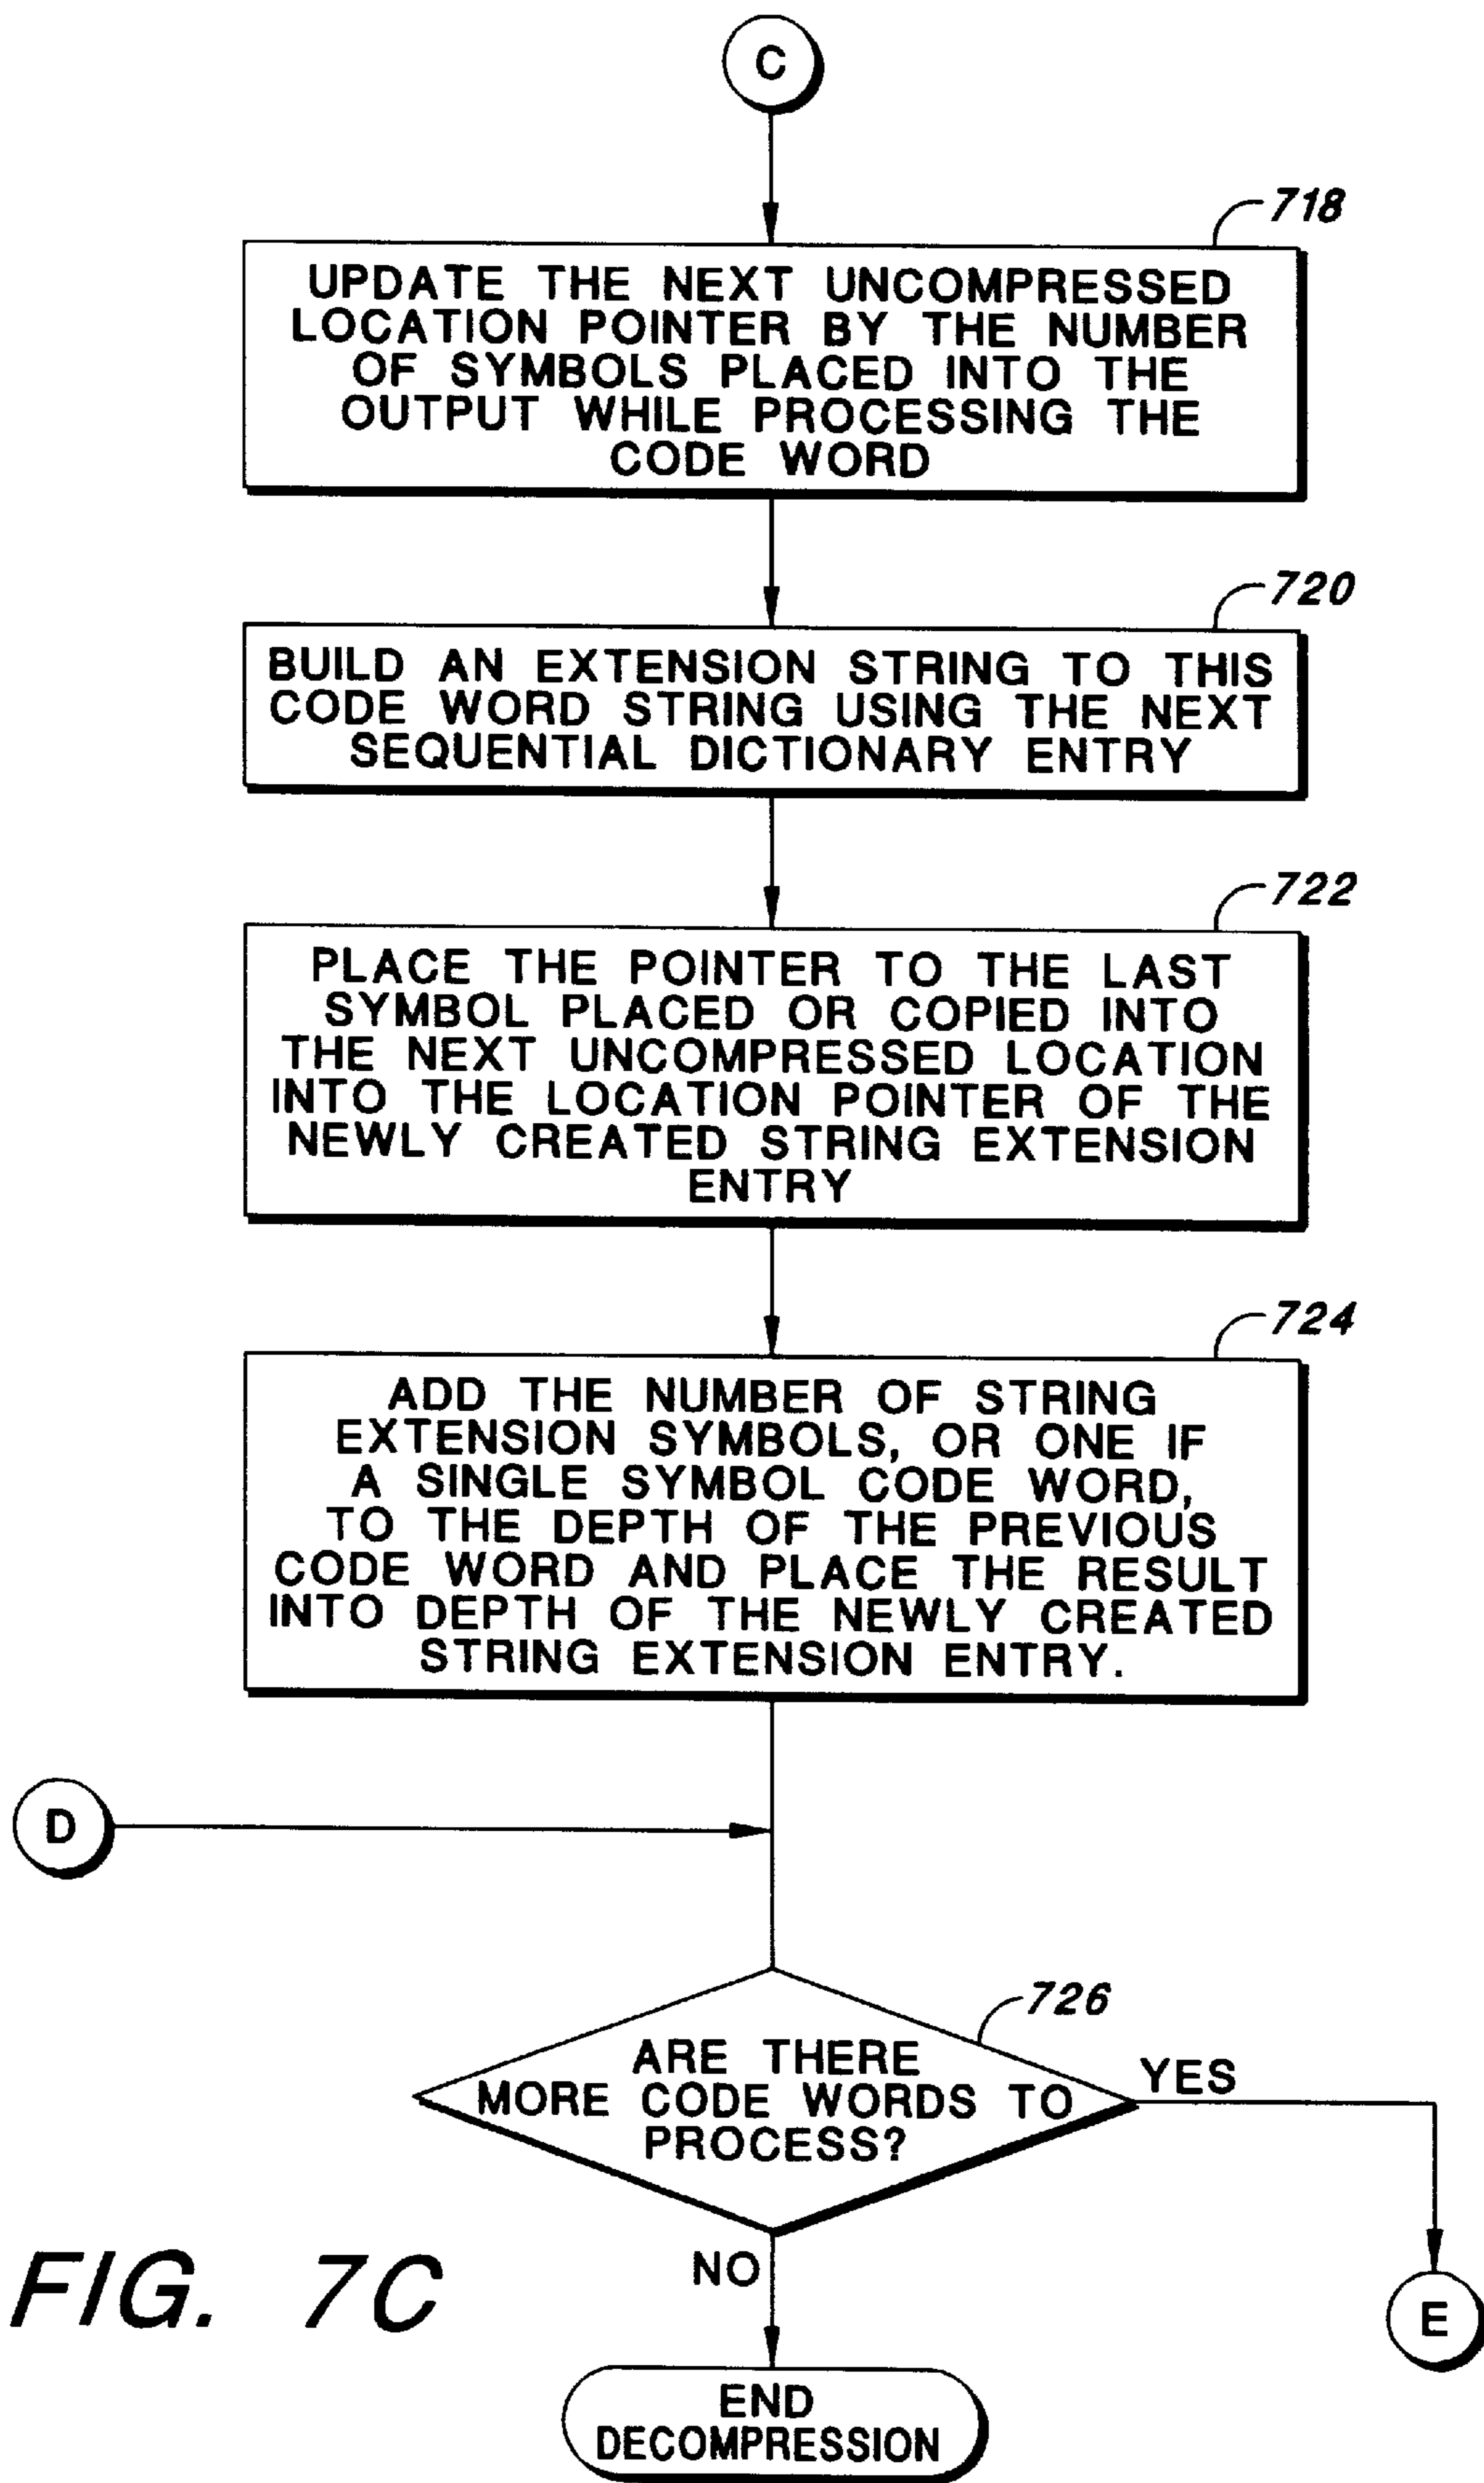 C
718
UPDATE THE NEXT UNCOMPRESSED
LOCATION POINTER BY THE NUMBER
OF SYMBOLS PLACED INTO THE
OUTPUT WHILE PROCESSING THE
CODE WORD
720
BUILD AN EXTENSION STRING TO THIS
CODE WORD STRING USING THE NEXT
SEQUENTIAL DICTIONARY ENTRY
722
PLACE THE POINTER TO THE LAST
SYMBOL PLACED OR COPIED INTO
THE NEXT UNCOMPRESSED LOCATION
INTO THE LOCATION POINTER OF THE
NEWLY CREATED STRING EXTENSION
ENTRY
724
ADD THE NUMBER OF STRING
EXTENSION SYMBOLS, OR ONE IF
A SINGLE SYMBOL CODE WORD,
TO THE DEPTH OF THE PREVIOUS
CODE WORD AND PLACE THE RESULT
INTO DEPTH OF THE NEWLY CREATED
STRING EXTENSION ENTRY.
D
726
ARE THERE
MORE CODE WORDS TO
PROCESS?
YES
NO
E
FIG. 7C
END
DECOMPRESSION